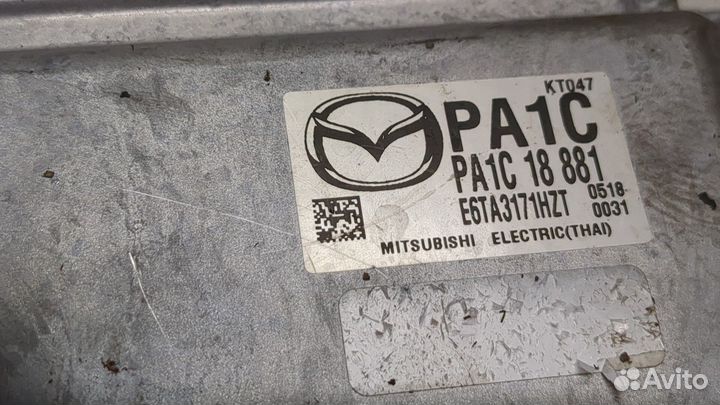 KT047
PA1C
PA1C 18 881
E6TA3171HZT 0518
0031
MITSUBISHI ELECTRIC(THAI)
Avito